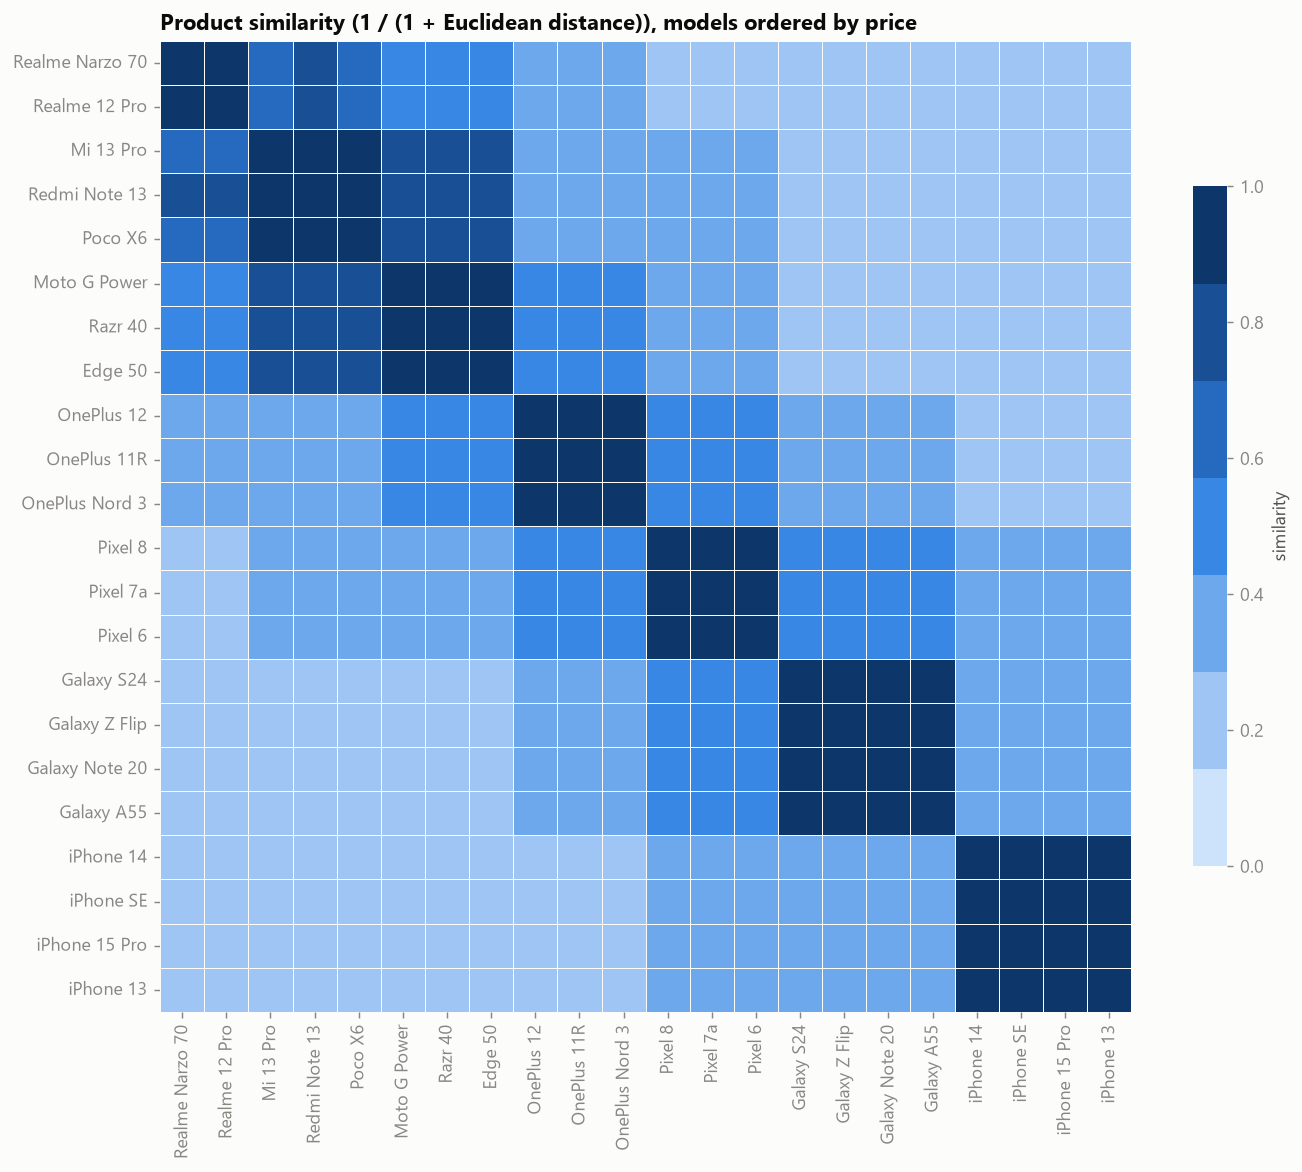 Product similarity (1 / (1 + Euclidean distance)), models ordered by price
Realme Narzo 70
Realme 12 Pro
Mi 13 Pro
Redmi Note 13
Poco X6
Moto G Power
Razr 40
Edge 50
OnePlus 12
OnePlus 11R
OnePlus Nord 3
Pixel 8
Pixel 7a
Pixel 6
Galaxy S24
Galaxy Z Flip
Galaxy Note 20
Galaxy A55
iPhone 14
iPhone SE
iPhone 15 Pro
iPhone 13
Realme Narzo 70
Realme 12 Pro
Mi 13 Pro
Redmi Note 13
Poco X6
Moto G Power
Razr 40
Edge 50
OnePlus 12
OnePlus 11R
OnePlus Nord 3
Pixel 8
Pixel 7a
Pixel 6
Galaxy S24
Galaxy Z Flip
Galaxy Note 20
Galaxy A55
iPhone 14
iPhone SE
iPhone 15 Pro
iPhone 13
1.0
0.8
0.6
0.4
0.2
0.0
similarity